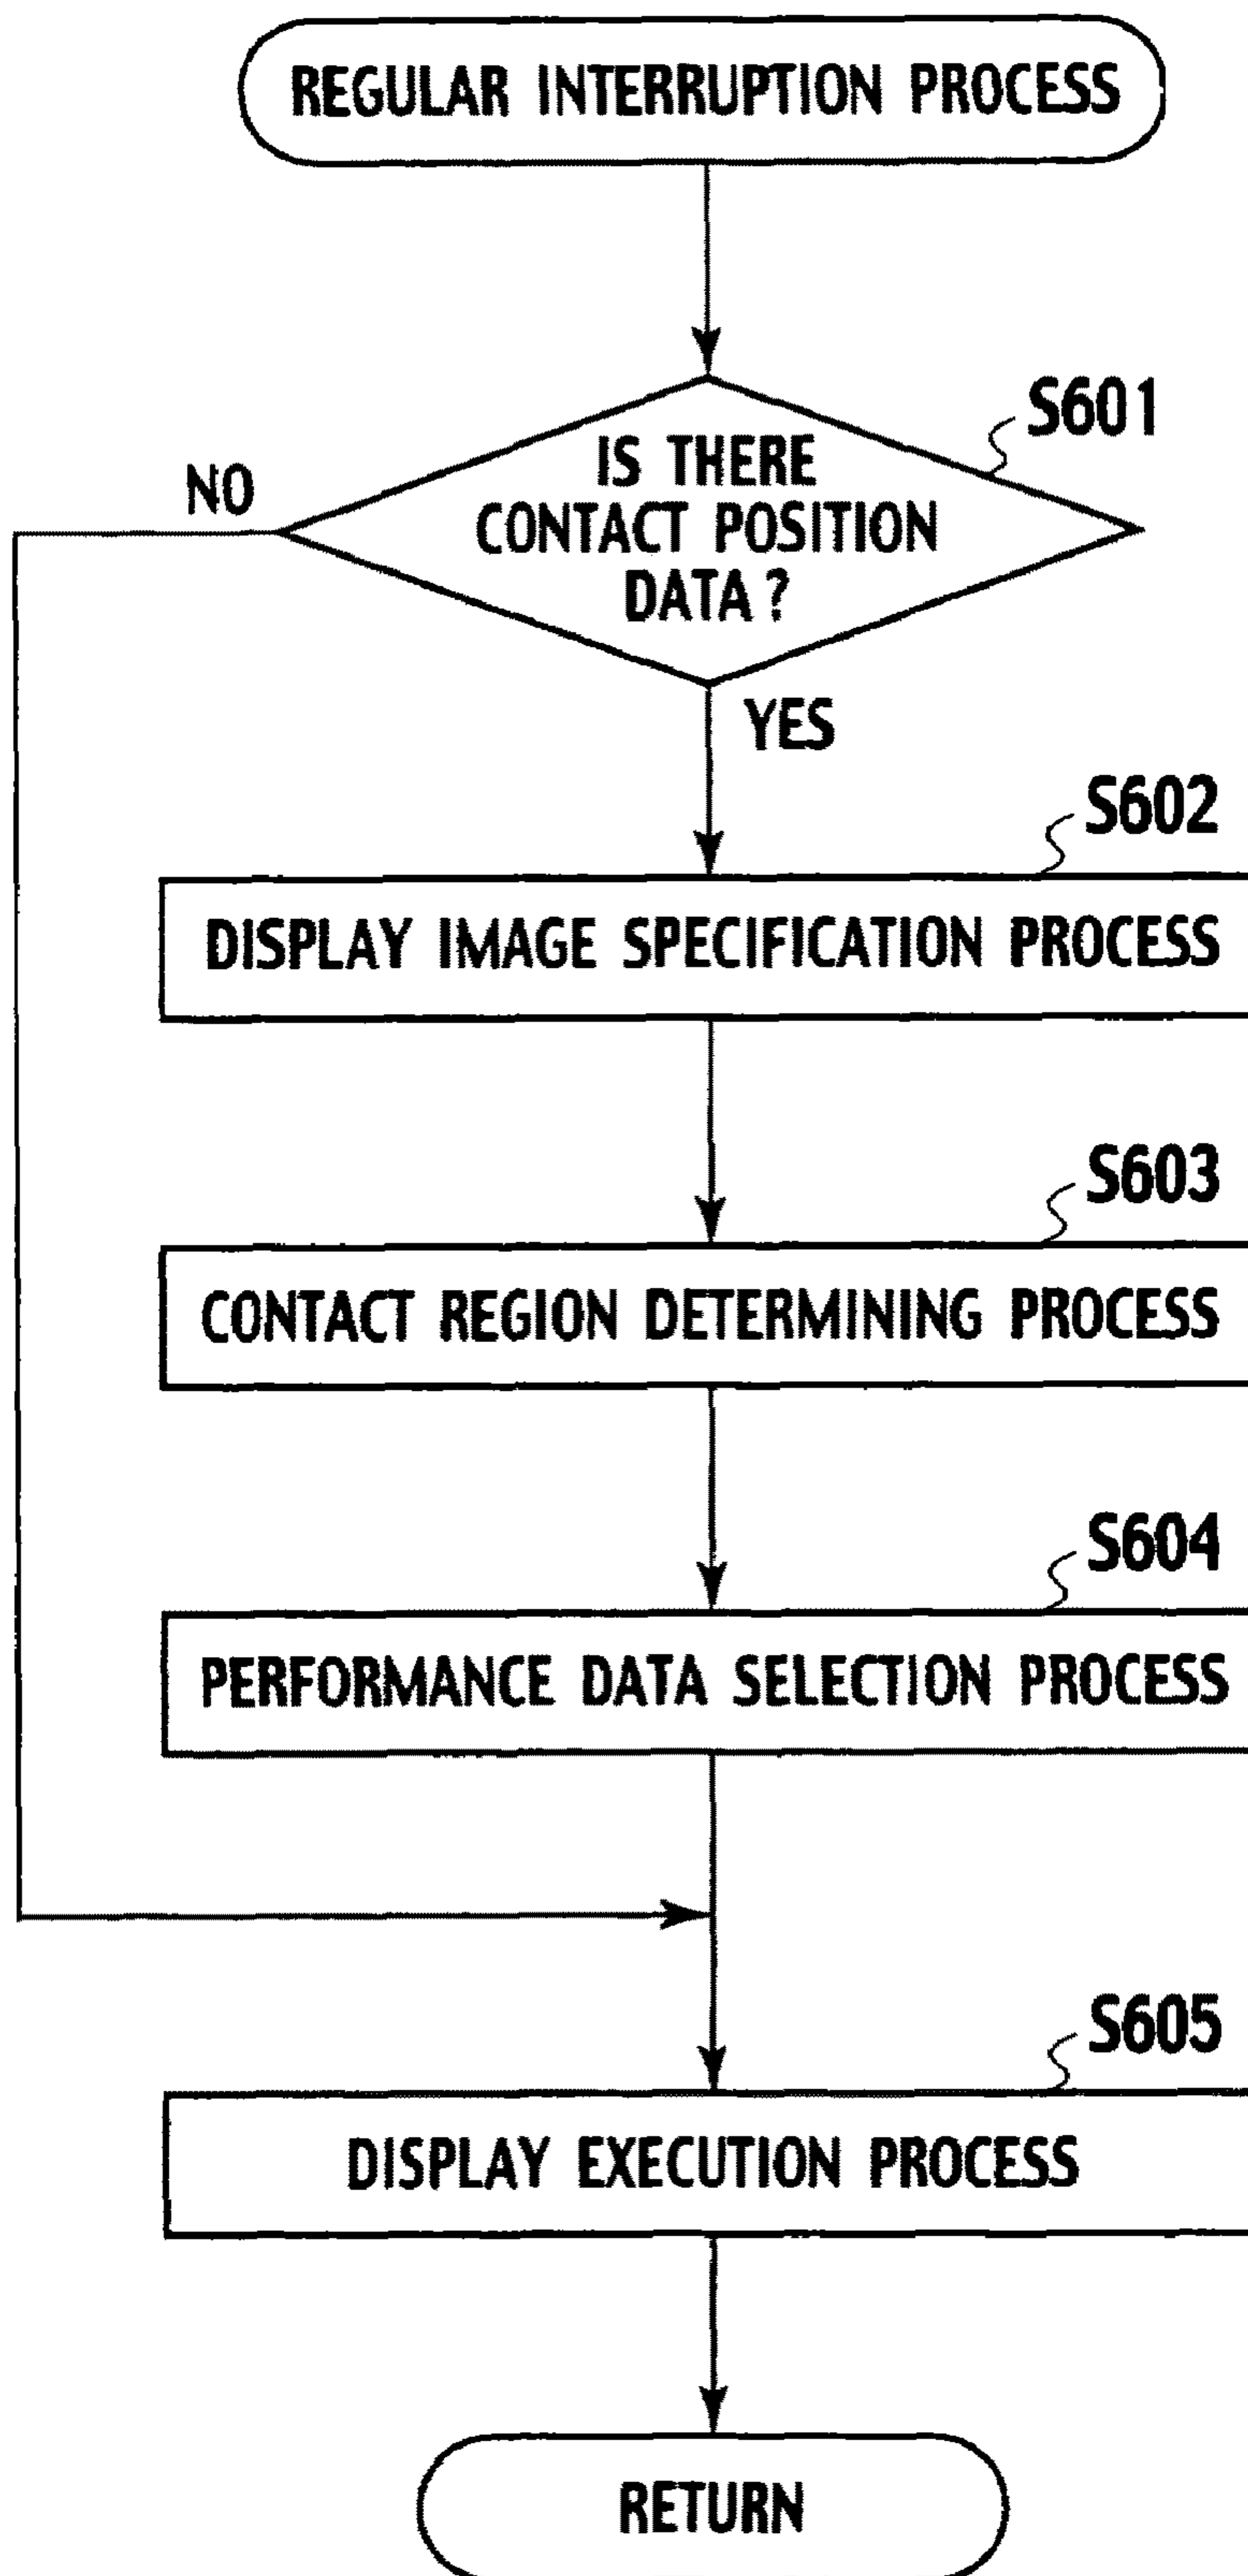 REGULAR INTERRUPTION PROCESS
S601
IS THERE
CONTACT POSITION
DATA?
NO
YES
S602
DISPLAY IMAGE SPECIFICATION PROCESS
S603
CONTACT REGION DETERMINING PROCESS
S604
PERFORMANCE DATA SELECTION PROCESS
S605
DISPLAY EXECUTION PROCESS
RETURN